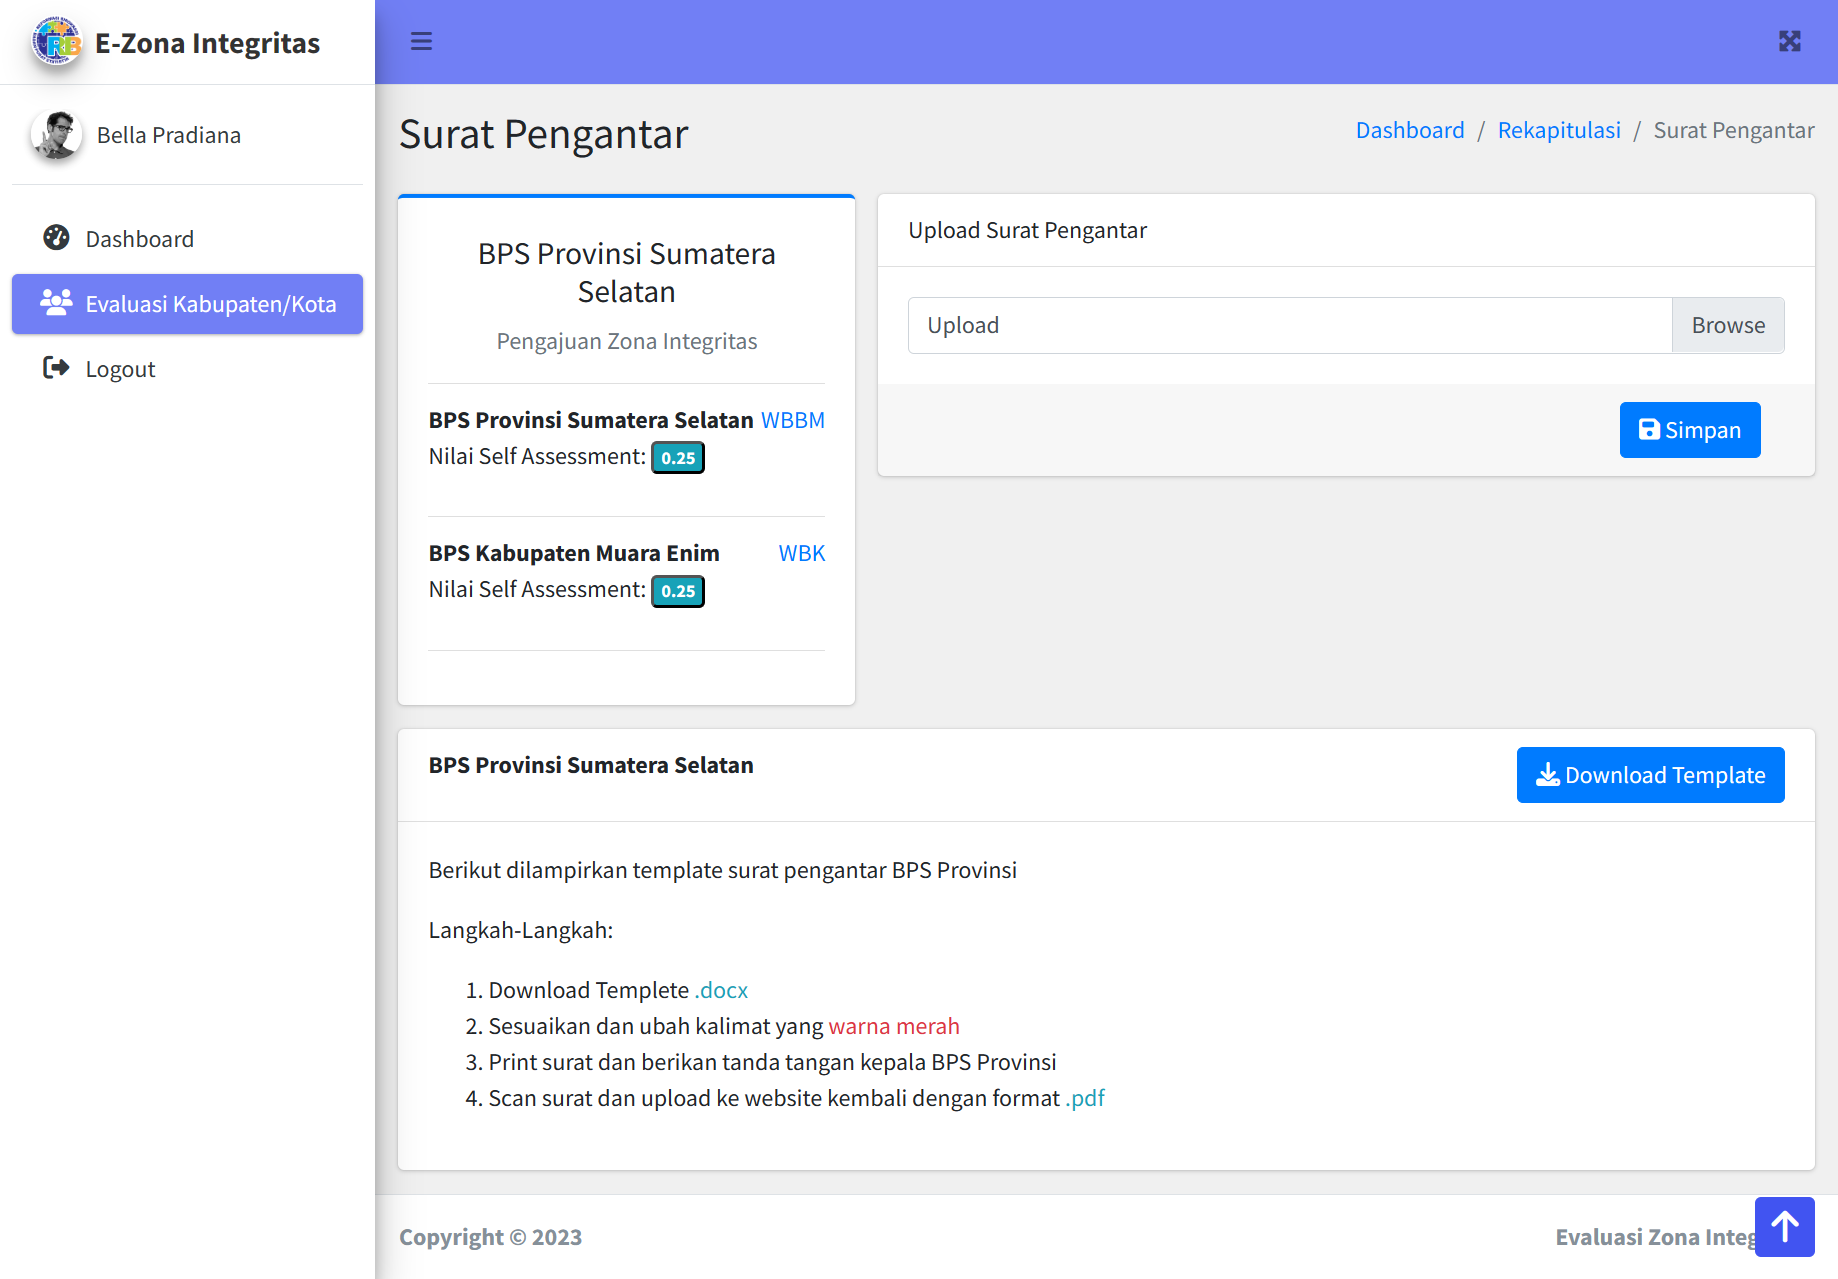 E-Zona Integritas
Bella Pradiana
Dashboard
Evaluasi Kabupaten/Kota
Logout
Surat Pengantar
Dashboard / Rekapitulasi / Surat Pengantar
BPS Provinsi Sumatera
Selatan
Pengajuan Zona Integritas
BPS Provinsi Sumatera Selatan WBBM
Nilai Self Assessment: 0.25
BPS Kabupaten Muara Enim WBK
Nilai Self Assessment: 0.25
Upload Surat Pengantar
Upload Browse
Simpan
BPS Provinsi Sumatera Selatan
Download Template
Berikut dilampirkan template surat pengantar BPS Provinsi
Langkah-Langkah:
1. Download Templete .docx
2. Sesuaikan dan ubah kalimat yang warna merah
3. Print surat dan berikan tanda tangan kepala BPS Provinsi
4. Scan surat dan upload ke website kembali dengan format .pdf
Copyright © 2023
Evaluasi Zona Integ